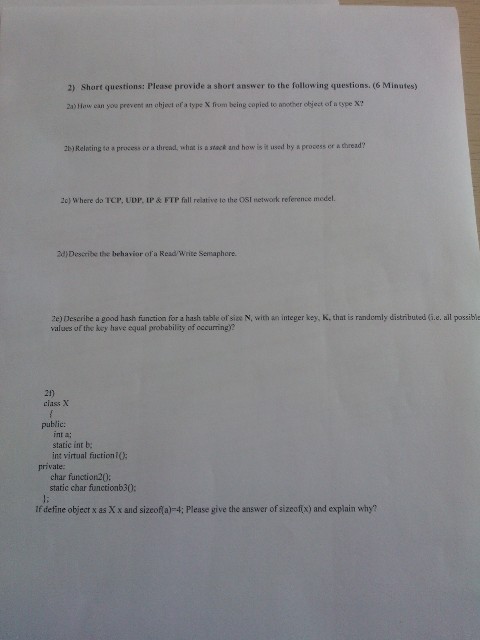 2) Short questions: Please provide a short answer to the following questions. (6 Minutes)
2a) How can you prevent an object of a type X from being copied to another object of a type X?
2b) Relating to a process or a thread, what is a stack and how is it used by a process or a thread?
2c) Where do TCP, UDP, IP & FTP fall relative to the OSI network reference model.
2d) Describe the behavior of a Read/Write Semaphore.
2e) Describe a good hash function for a hash table of size N, with an integer key, K, that is randomly distributed (i.e. all possible
values of the key have equal probability of occurring)?
2f)
class X
{
public:
int a;
static int b;
int virtual fuction1();
private:
char function2();
static char functionb3();
};
If define object x as X x and sizeof(a)=4; Please give the answer of sizeof(x) and explain why?